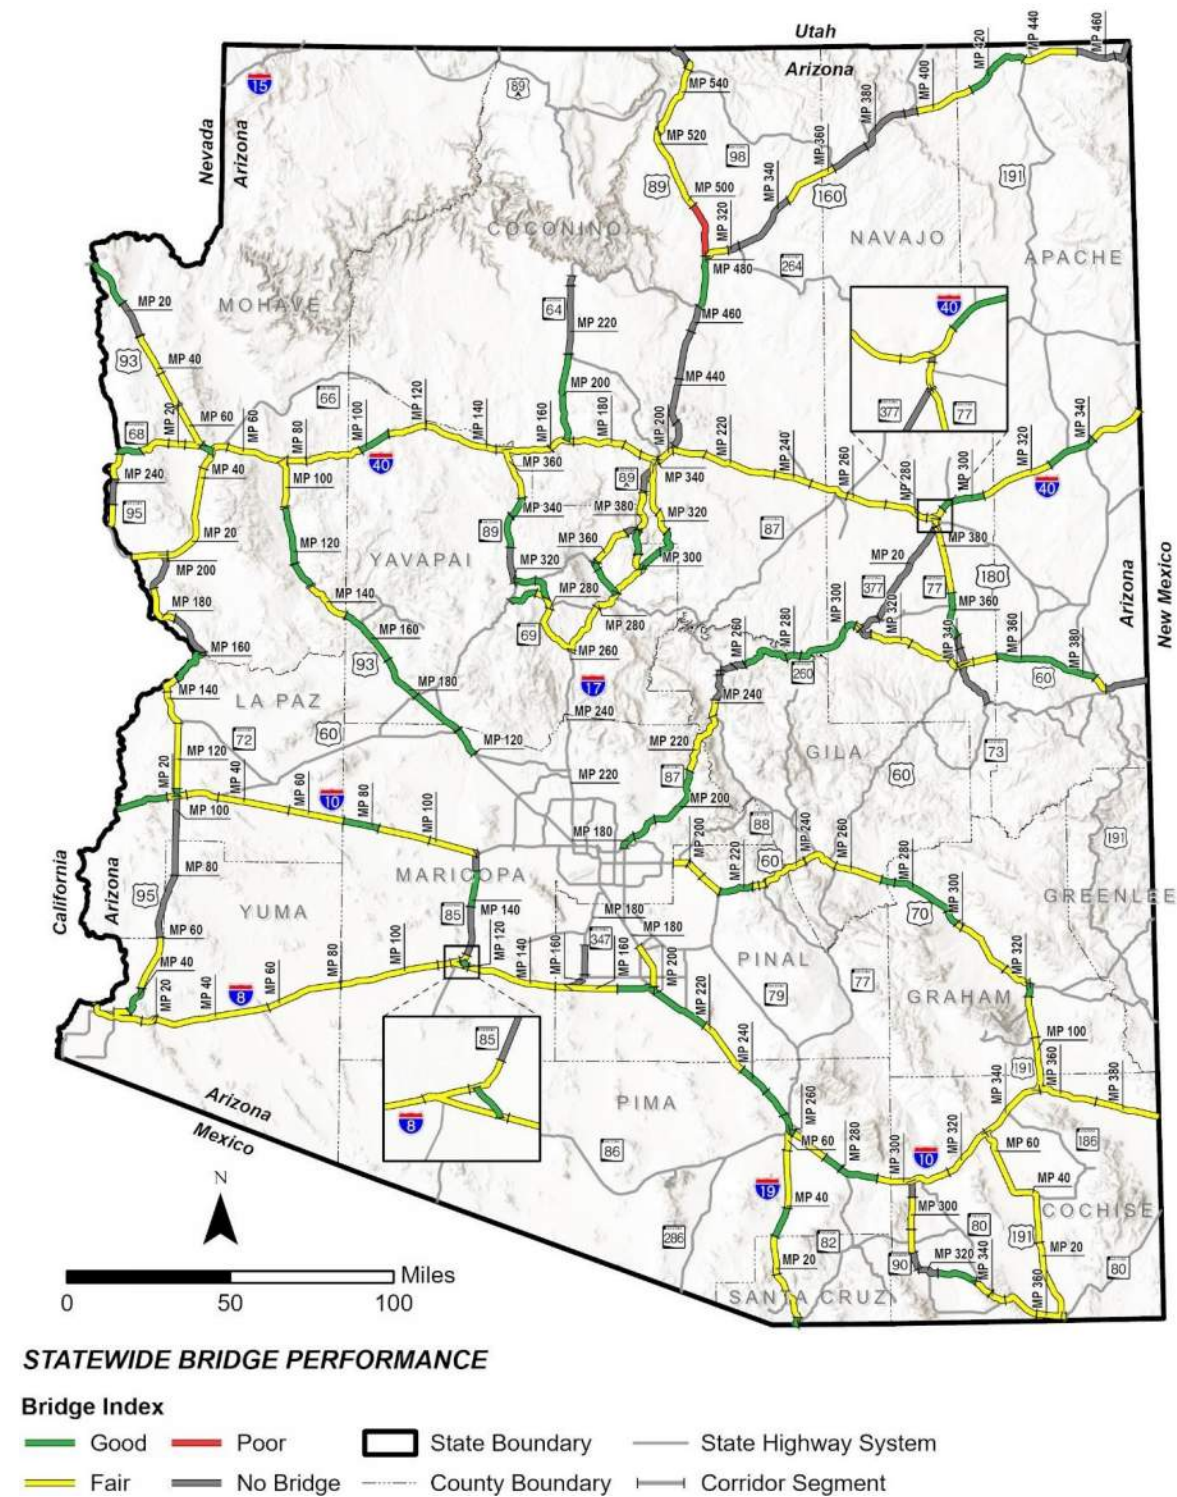 Utah
Arizona
MP 420
MP 440
MP 460
15
89
A
MP 540
MP 400
MP 380
Nevada
Arizona
MP 520
98
MP 360
191
89
MP 500
MP 340
160
MP 320
COCONINO
NAVAJO
APACHE
264
MP 480
MP 20
MOHAVE
64
MP 220
MP 460
40
93
MP 40
377
77
MP 200
MP 440
66
MP 120
MP 20
MP 60
MP 60
MP 80
MP 100
MP 140
MP 160
MP 180
MP 200
MP 220
MP 240
MP 260
MP 280
MP 300
MP 320
MP 340
68
MP 240
MP 40
40
MP 360
MP 340
40
MP 100
89
A
95
MP 340
MP 380
MP 320
87
MP 20
MP 120
89
MP 360
MP 380
YAVAPAI
MP 320
MP 300
MP 20
180
MP 200
377
77
MP 140
MP 280
MP 360
MP 180
MP 280
MP 300
MP 320
MP 160
69
MP 260
MP 280
MP 340
MP 360
MP 380
MP 160
93
MP 260
260
60
Arizona
New Mexico
MP 140
MP 180
17
MP 240
LA PAZ
MP 240
72
60
MP 120
MP 220
GILA
73
MP 120
MP 20
MP 40
MP 60
10
MP 80
MP 100
MP 220
87
60
MP 100
MP 200
88
191
MP 180
MP 200
MP 240
MP 260
MP 80
MP 220
60
MP 280
MARICOPA
MP 300
GREENLEE
California
Arizona
95
YUMA
85
MP 140
MP 180
70
MP 60
347
MP 180
MP 320
MP 40
MP 20
MP 40
8
MP 60
MP 80
MP 100
MP 120
MP 140
MP 160
MP 160
MP 200
PINAL
79
77
GRAHAM
MP 220
MP 100
85
8
MP 240
MP 340
191
MP 360
MP 380
Arizona
Mexico
PIMA
MP 260
MP 60
MP 280
MP 300
10
MP 320
MP 60
186
86
N
19
MP 40
MP 40
MP 300
80
COCHISE
286
82
191
MP 20
MP 20
90
MP 320
MP 340
80
MP 360
SANTA CRUZ
Miles
0 50 100
STATEWIDE BRIDGE PERFORMANCE
Bridge Index
Good Poor State Boundary State Highway System
Fair No Bridge County Boundary Corridor Segment